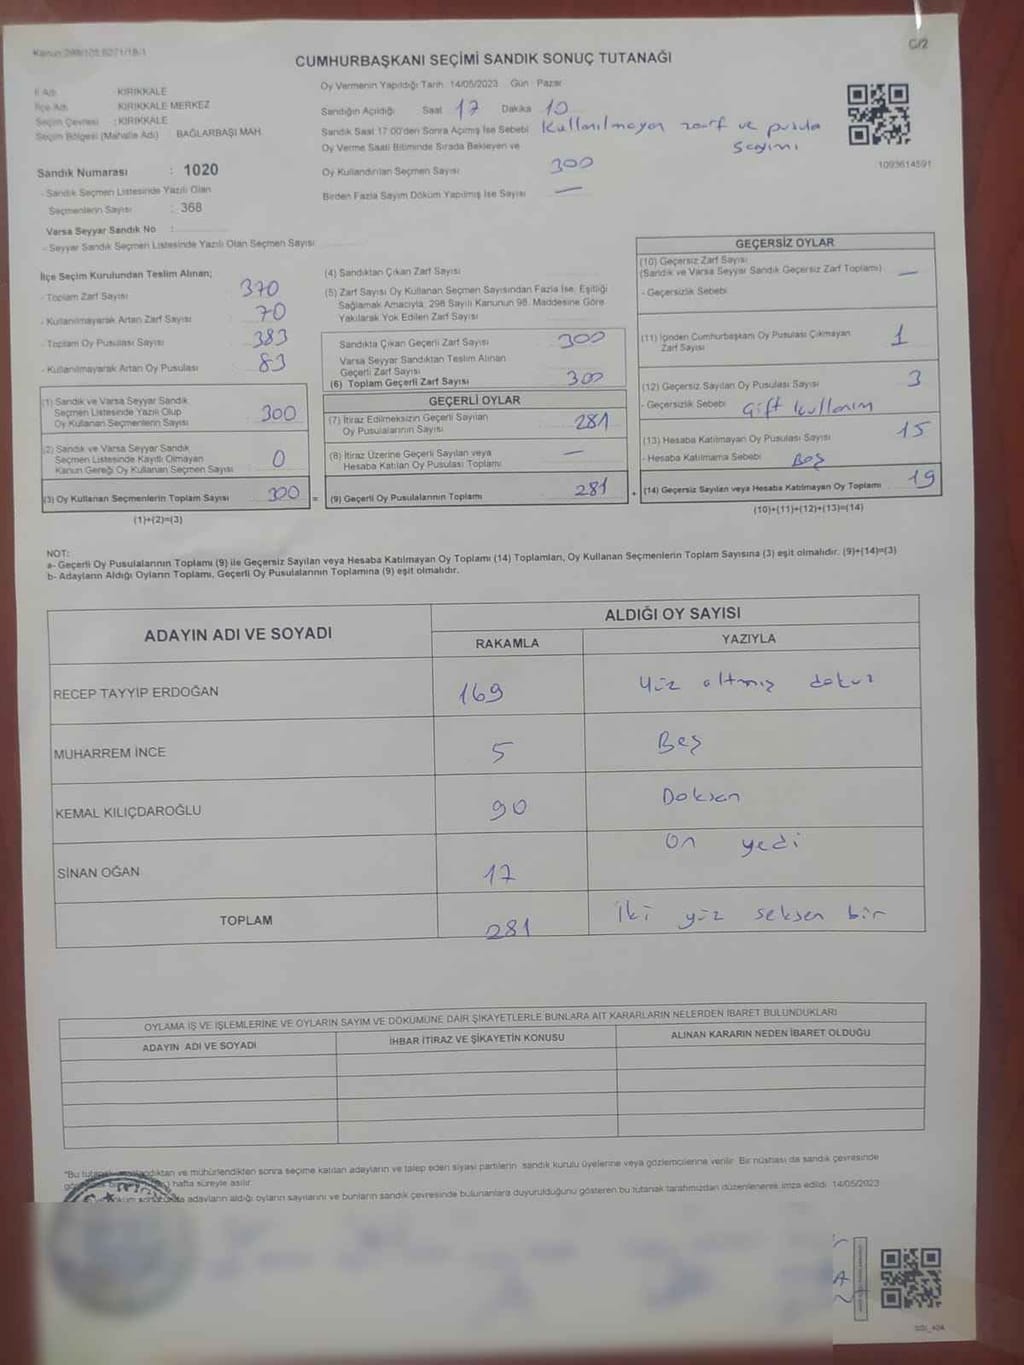 Kanun:298/105,6271/18/1
C/2
CUMHURBAŞKANI SEÇİMİ SANDIK SONUÇ TUTANAĞI
İl Adı KIRIKKALE
İlçe Adı KIRIKKALE MERKEZ
Seçim Çevresi : KIRIKKALE
Seçim Bölgesi (Mahalle Adı) : BAĞLARBAŞI MAH.
Oy Vermenin Yapıldığı Tarih 14/05/2023 Gün Pazar
Sandığın Açıldığı Saat 17 Dakika 10
Sandık Saat 17:00'den Sonra Açılmış İse Sebebi Kullanılmayan zarf ve pusula
sayımı
Oy Verme Saati Bitiminde Sırada Bekleyen ve
Oy Kullandırılan Seçmen Sayısı 300
Birden Fazla Sayım Döküm Yapılmış İse Sayısı —
1093614591
Sandık Numarası : 1020
- Sandık Seçmen Listesinde Yazılı Olan
Seçmenlerin Sayısı : 368
Varsa Seyyar Sandık No :
- Seyyar Sandık Seçmen Listesinde Yazılı Olan Seçmen Sayısı
İlçe Seçim Kurulundan Teslim Alınan;
- Toplam Zarf Sayısı 370
- Kullanılmayarak Artan Zarf Sayısı 70
- Toplam Oy Pusulası Sayısı 383
- Kullanılmayarak Artan Oy Pusulası 83
(1) Sandık ve Varsa Seyyar Sandık
Seçmen Listesinde Yazılı Olup
Oy Kullanan Seçmenlerin Sayısı 300
(2) Sandık ve Varsa Seyyar Sandık
Seçmen Listesinde Kayıtlı Olmayan
Kanun Gereği Oy Kullanan Seçmen Sayısı 0
(3) Oy Kullanan Seçmenlerin Toplam Sayısı 300 =
(1)+(2)=(3)
(4) Sandıktan Çıkan Zarf Sayısı
(5) Zarf Sayısı Oy Kullanan Seçmen Sayısından Fazla İse, Eşitliği
Sağlamak Amacıyla, 298 Sayılı Kanunun 98. Maddesine Göre
Yakılarak Yok Edilen Zarf Sayısı
Sandıkta Çıkan Geçerli Zarf Sayısı 300
Varsa Seyyar Sandıktan Teslim Alınan
Geçerli Zarf Sayısı
(6) Toplam Geçerli Zarf Sayısı 300
GEÇERLİ OYLAR
(7) İtiraz Edilmeksizin Geçerli Sayılan
Oy Pusulalarının Sayısı 281
(8) İtiraz Üzerine Geçerli Sayılan veya
Hesaba Katılan Oy Pusulası Toplamı —
(9) Geçerli Oy Pusulalarının Toplamı 281 +
GEÇERSİZ OYLAR
(10) Geçersiz Zarf Sayısı
(Sandık ve Varsa Seyyar Sandık Geçersiz Zarf Toplamı) —
- Geçersizlik Sebebi
(11) İçinden Cumhurbaşkanı Oy Pusulası Çıkmayan
Zarf Sayısı 1
(12) Geçersiz Sayılan Oy Pusulası Sayısı 3
- Geçersizlik Sebebi Çift kullanım
(13) Hesaba Katılmayan Oy Pusulası Sayısı 15
- Hesaba Katılmama Sebebi Boş
(14) Geçersiz Sayılan veya Hesaba Katılmayan Oy Toplamı 19
(10)+(11)+(12)+(13)=(14)
NOT:
a- Geçerli Oy Pusulalarının Toplamı (9) ile Geçersiz Sayılan veya Hesaba Katılmayan Oy Toplamı (14) Toplamları, Oy Kullanan Seçmenlerin Toplam Sayısına (3) eşit olmalıdır. (9)+(14)=(3)
b- Adayların Aldığı Oyların Toplamı, Geçerli Oy Pusulalarının Toplamına (9) eşit olmalıdır.
ADAYIN ADI VE SOYADI
ALDIĞI OY SAYISI
RAKAMLA YAZIYLA
RECEP TAYYİP ERDOĞAN 169 Yüz altmış dokuz
MUHARREM İNCE 5 Beş
KEMAL KILIÇDAROĞLU 90 Doksan
SİNAN OĞAN 17 On yedi
TOPLAM 281 İki yüz seksen bir
OYLAMA İŞ VE İŞLEMLERİNE VE OYLARIN SAYIM VE DÖKÜMÜNE DAİR ŞİKAYETLERLE BUNLARA AİT KARARLARIN NELERDEN İBARET BULUNDUKLARI
ADAYIN ADI VE SOYADI İHBAR İTİRAZ VE ŞİKAYETİN KONUSU ALINAN KARARIN NEDEN İBARET OLDUĞU
"Bu mühürlendikten sonra seçime katılan adayların ve talep eden siyasi partilerin sandık kurulu üyelerine veya gözlemcilerine verilir. Bir nüshası da sandık çevresinde
hafta süreyle asılır.
adayların aldığı oyların sayılarını ve bunların sandık çevresinde bulunanlara duyurulduğunu gösteren bu tutanak tarafımızdan düzenlenerek imza edildi. 14/05/2023